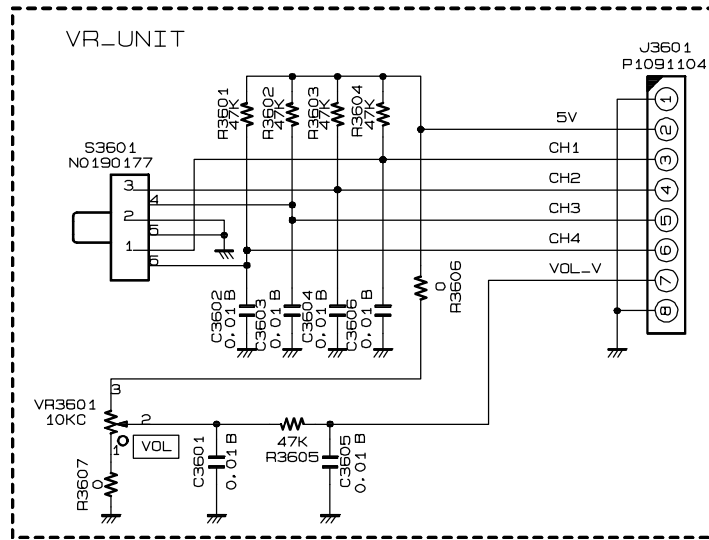 VR_UNIT
J3601
P1091104
R3601
47K
R3602
47K
R3603
47K
R3604
47K
1
5V
2
S3601
N0190177
CH1
3
3
4
CH2
4
2
5
CH3
5
1
6
CH4
6
VOL_V
7
0
R3606
8
C3602
0.01 B
C3603
0.01 B
C3604
0.01 B
C3606
0.01 B
3
VR3601
10KC
2
1
VOL
47K
R3605
C3601
0.01 B
C3605
0.01 B
R3607
0